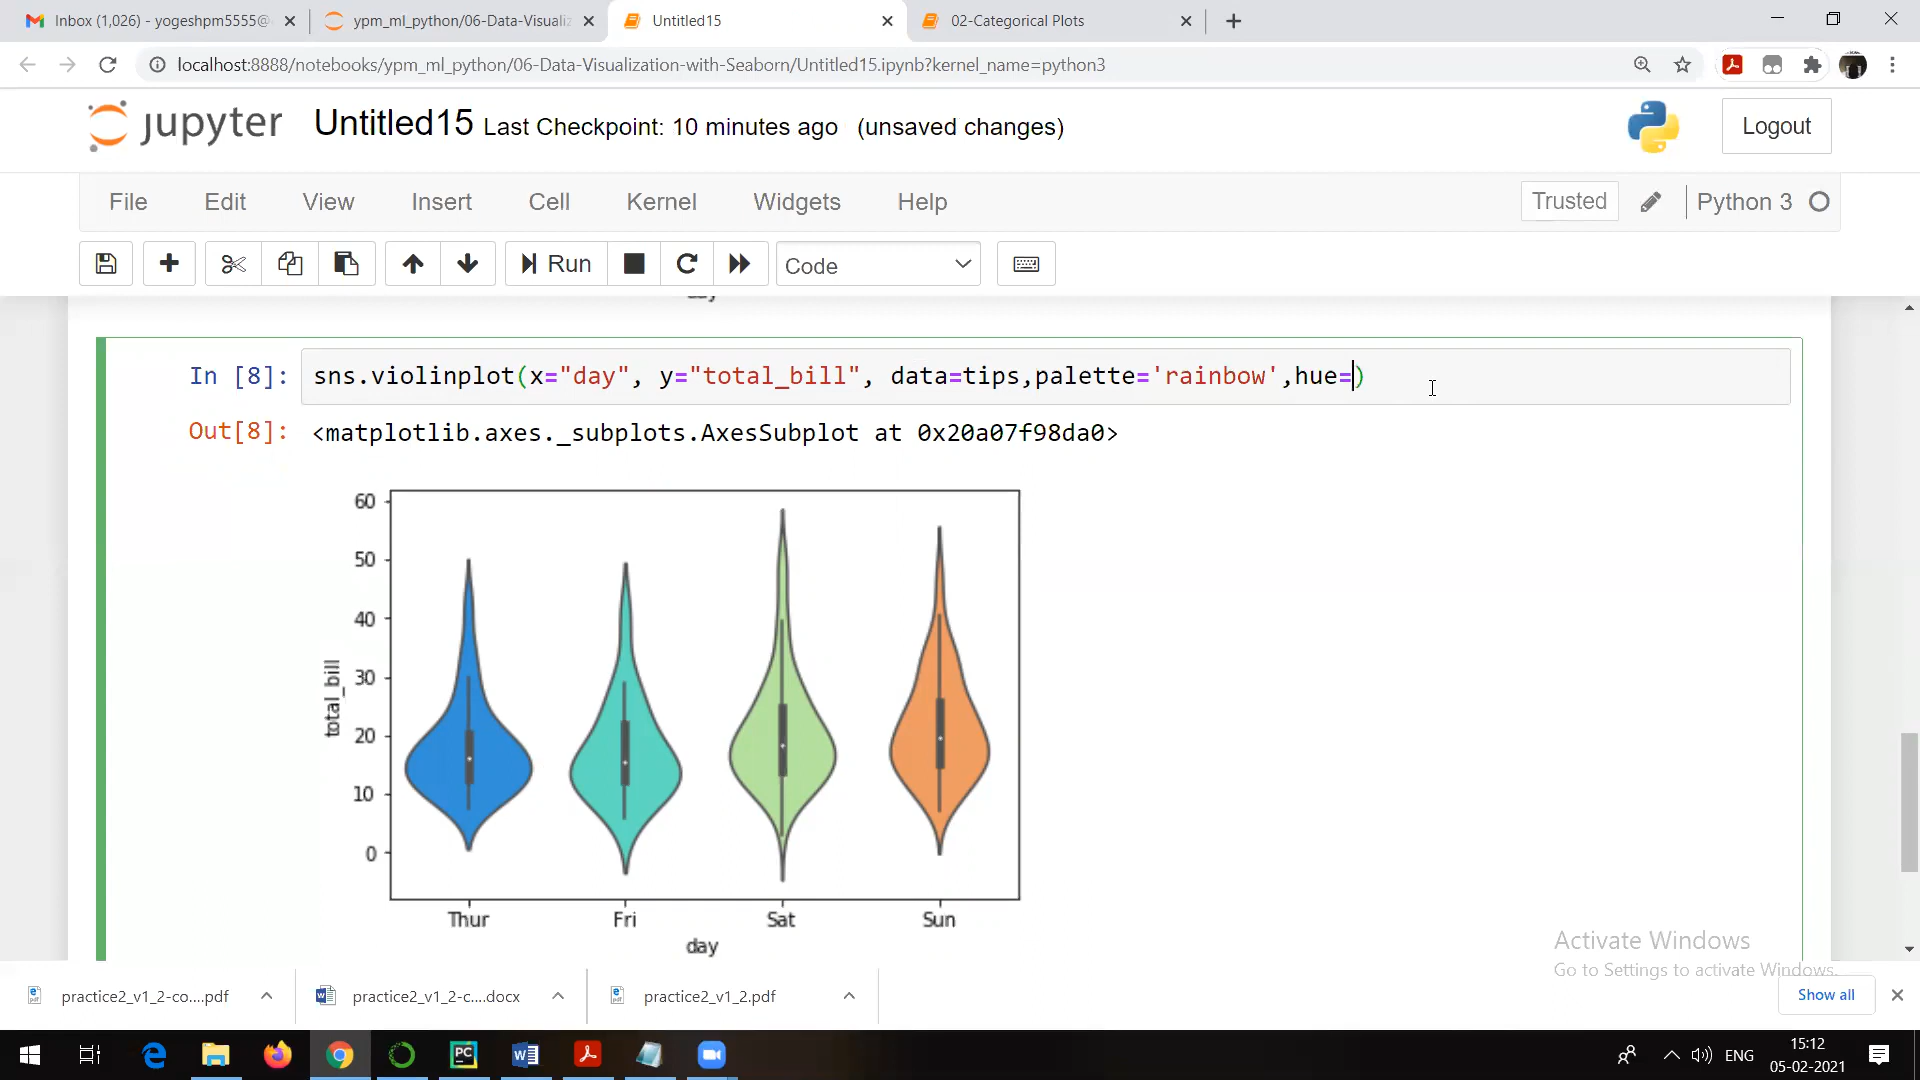 Inbox (1,026) - yogeshpm5555@
ypm_ml_python/06-Data-Visualiz
Untitled15
02-Categorical Plots
localhost:8888/notebooks/ypm_ml_python/06-Data-Visualization-with-Seaborn/Untitled15.ipynb?kernel_name=python3
jupyter Untitled15 Last Checkpoint: 10 minutes ago (unsaved changes)
Logout
File Edit View Insert Cell Kernel Widgets Help
Trusted
Python 3
Run
Code
day
In [8]: sns.violinplot(x="day", y="total_bill", data=tips,palette='rainbow',hue=)
Out[8]: <matplotlib.axes._subplots.AxesSubplot at 0x20a07f98da0>
60
50
40
30
20
10
0
total_bill
Thur Fri Sat Sun
day
Activate Windows
Go to Settings to activate Windows.
practice2_v1_2-co....pdf
practice2_v1_2-c....docx
practice2_v1_2.pdf
Show all
ENG
15:12
05-02-2021